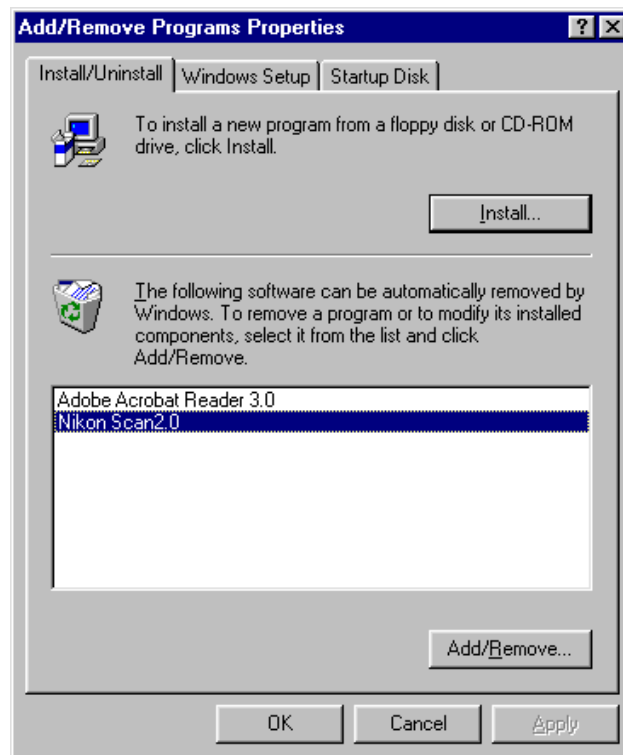 Add/Remove Programs Properties
Install/Uninstall Windows Setup Startup Disk
To install a new program from a floppy disk or CD-ROM
drive, click Install.
Install...
The following software can be automatically removed by
Windows. To remove a program or to modify its installed
components, select it from the list and click
Add/Remove.
Adobe Acrobat Reader 3.0
Nikon Scan2.0
Add/Remove...
OK Cancel Apply